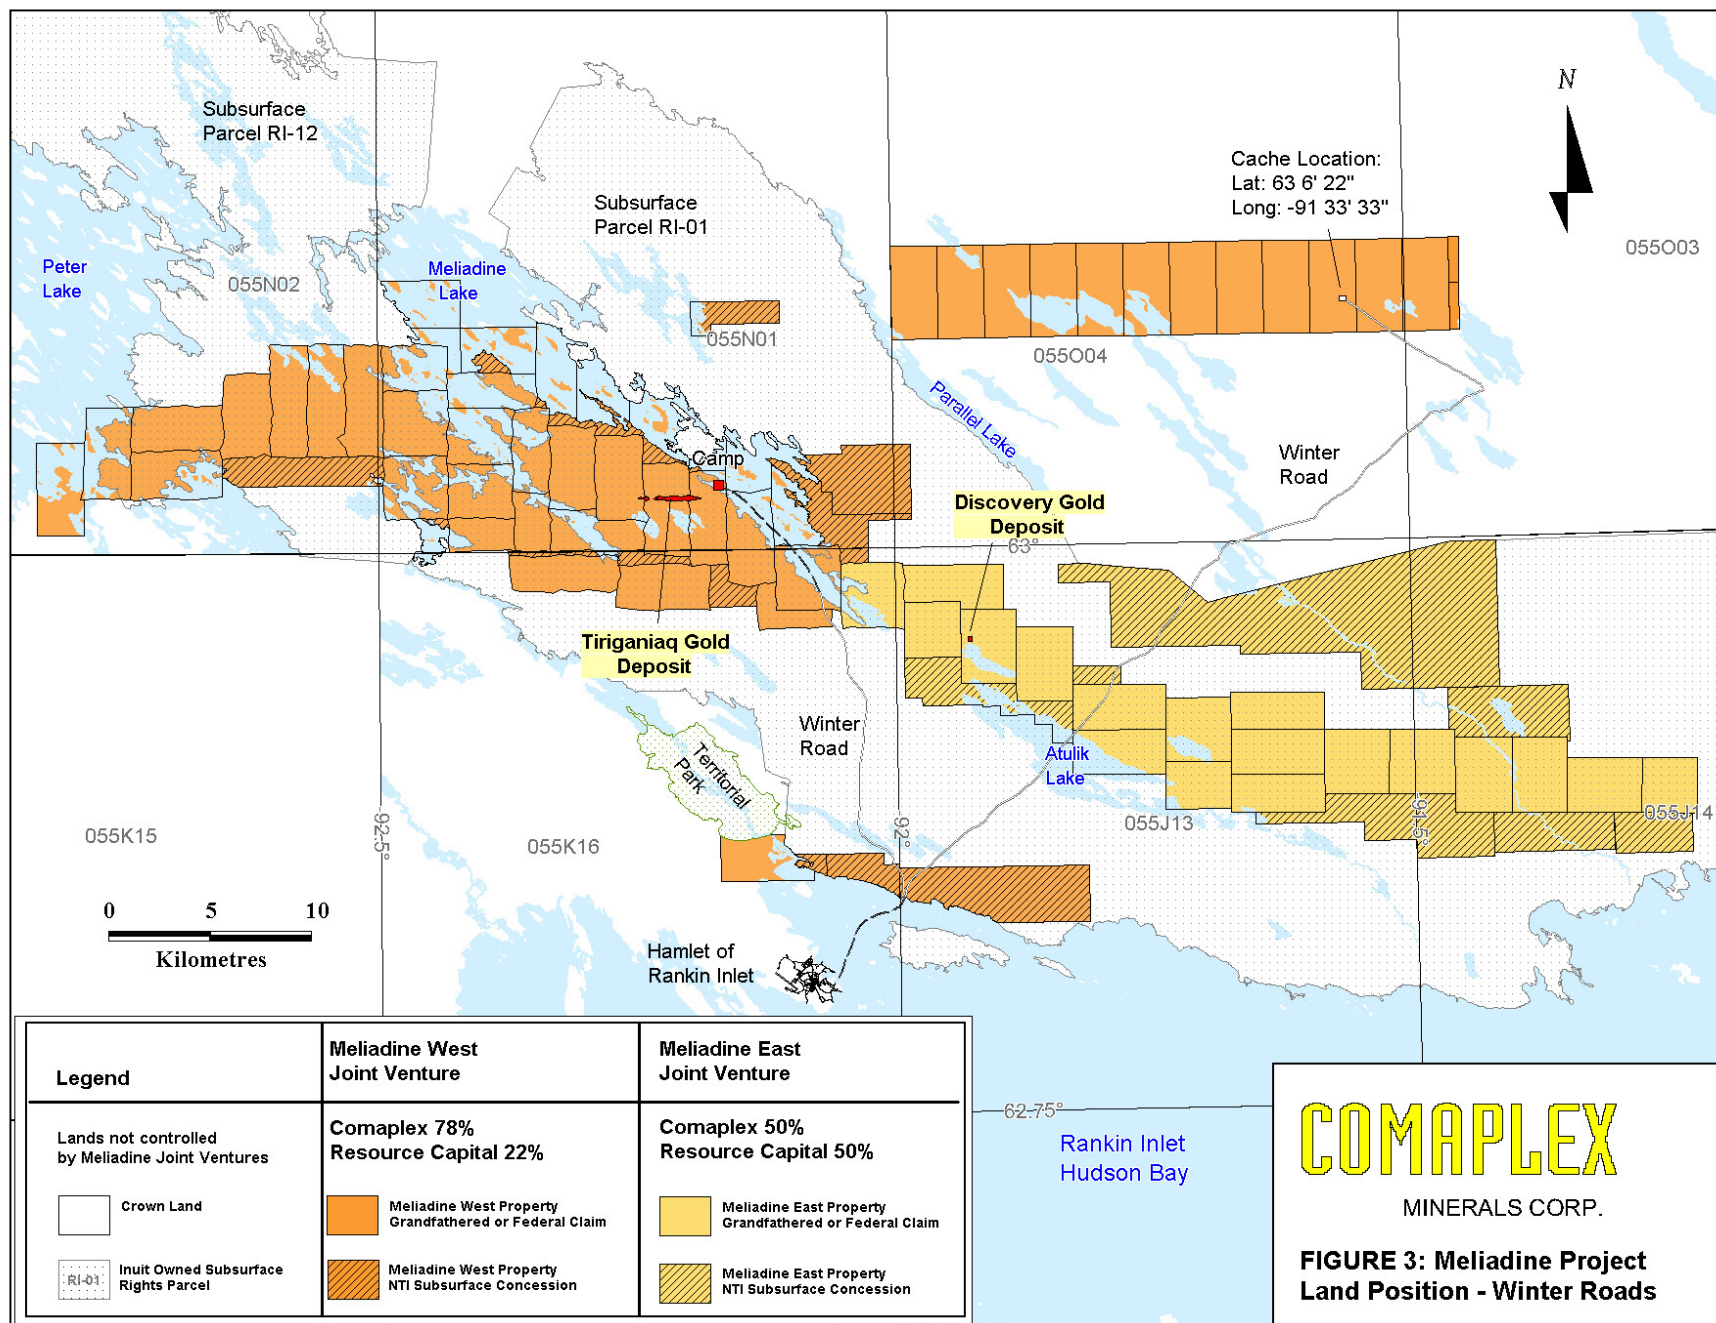 Subsurface
Parcel RI-12
N
Cache Location:
Lat: 63 6' 22"
Long: -91 33' 33"
Subsurface
Parcel RI-01
055O03
Peter
Lake
055N02
Meliadine
Lake
055N01
055O04
Parallel Lake
Camp
Winter
Road
Discovery Gold
Deposit
63°
Tiriganiaq Gold
Deposit
Winter
Road
Territorial
Park
Atulik
Lake
055K15
92.5°
055K16
92°
055J13
91.5°
055J14
0 5 10
Kilometres
Hamlet of
Rankin Inlet
62.75°
Rankin Inlet
Hudson Bay
Legend
Meliadine West
Joint Venture
Meliadine East
Joint Venture
Lands not controlled
by Meliadine Joint Ventures
Comaplex 78%
Resource Capital 22%
Comaplex 50%
Resource Capital 50%
Crown Land
Meliadine West Property
Grandfathered or Federal Claim
Meliadine East Property
Grandfathered or Federal Claim
RI-01
Inuit Owned Subsurface
Rights Parcel
Meliadine West Property
NTI Subsurface Concession
Meliadine East Property
NTI Subsurface Concession
COMAPLEX
MINERALS CORP.
FIGURE 3: Meliadine Project
Land Position - Winter Roads